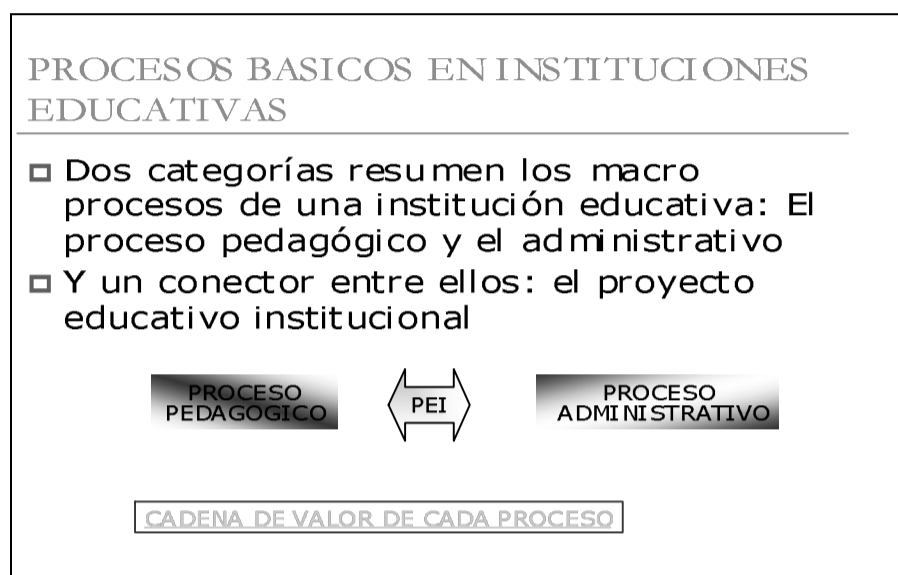 PROCESOS BASICOS EN INSTITUCIONES
EDUCATIVAS
Dos categorías resumen los macro
procesos de una institución educativa: El
proceso pedagógico y el administrativo
Y un conector entre ellos: el proyecto
educativo institucional
PROCESO
PEDAGOGICO
PEI
PROCESO
ADMINISTRATIVO
CADENA DE VALOR DE CADA PROCESO